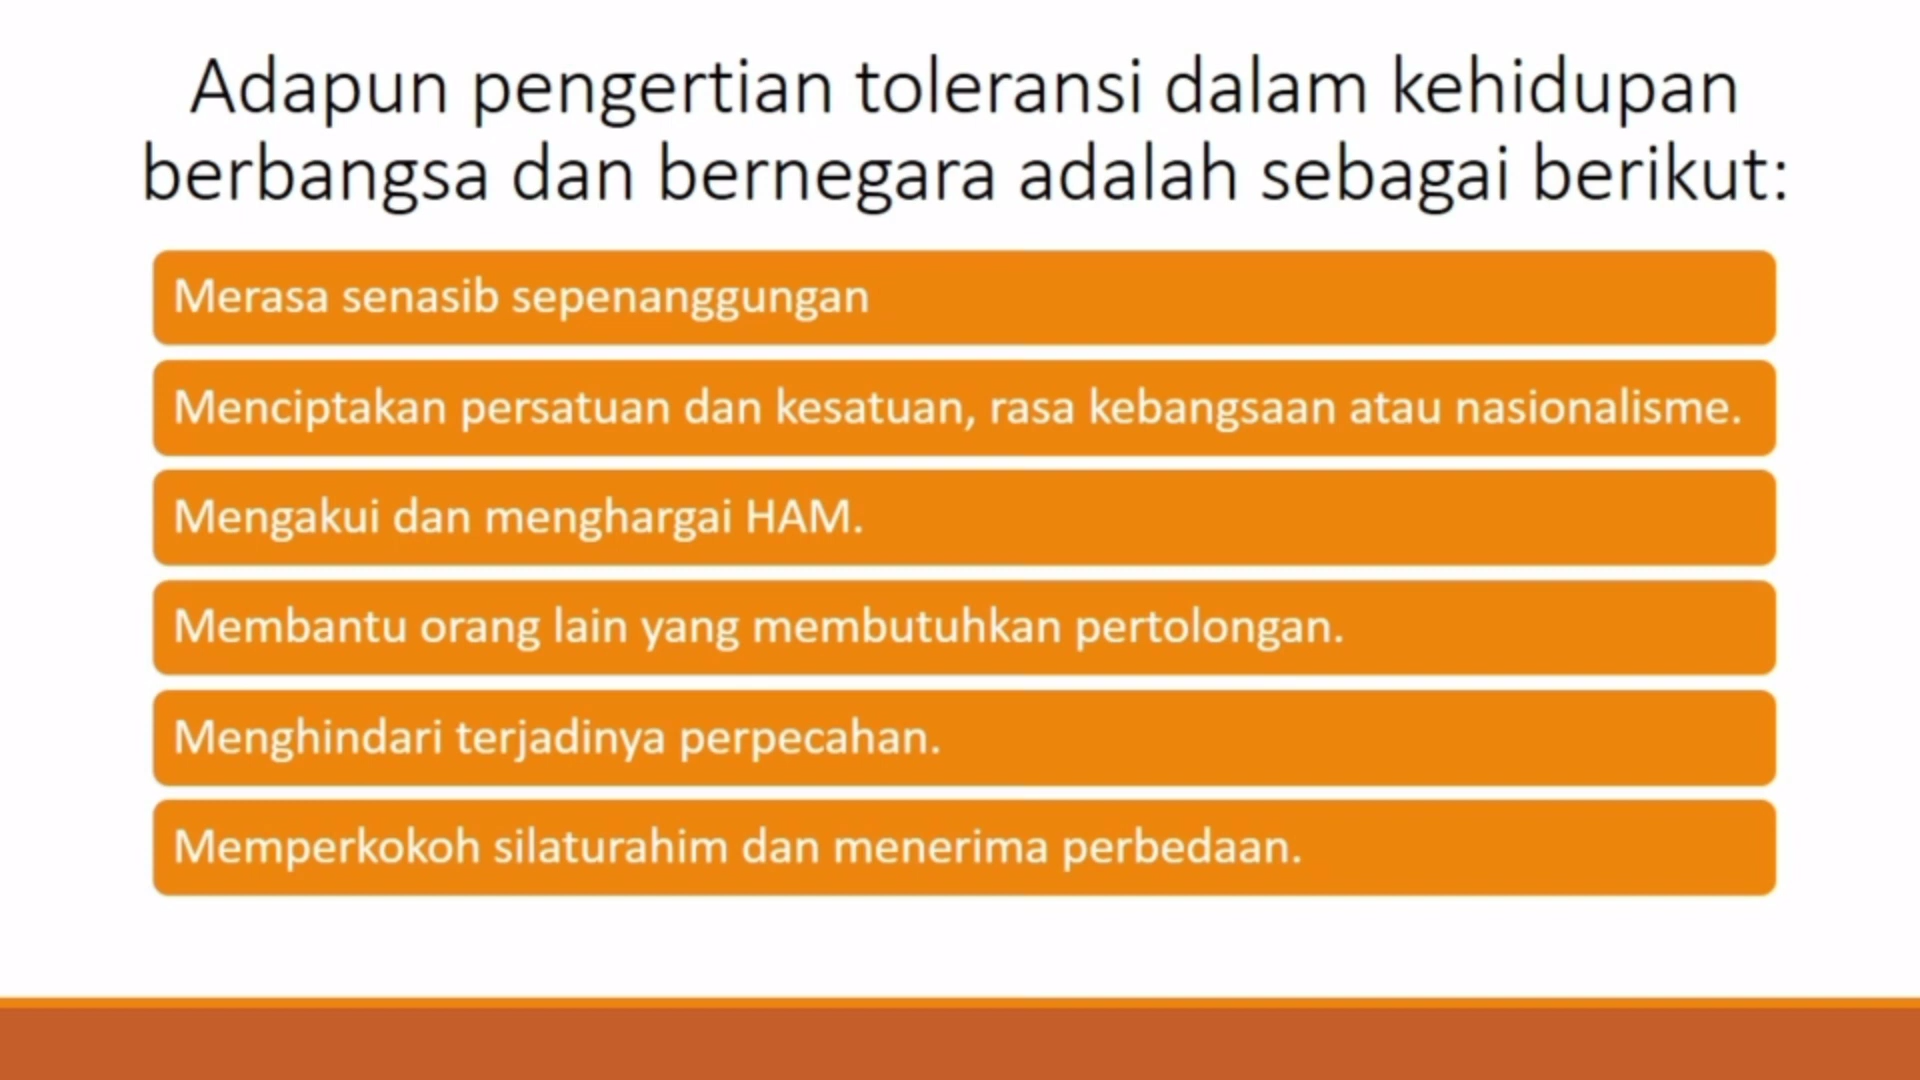 Adapun pengertian toleransi dalam kehidupan
berbangsa dan bernegara adalah sebagai berikut:
Merasa senasib sepenanggungan
Menciptakan persatuan dan kesatuan, rasa kebangsaan atau nasionalisme.
Mengakui dan menghargai HAM.
Membantu orang lain yang membutuhkan pertolongan.
Menghindari terjadinya perpecahan.
Memperkokoh silaturahim dan menerima perbedaan.